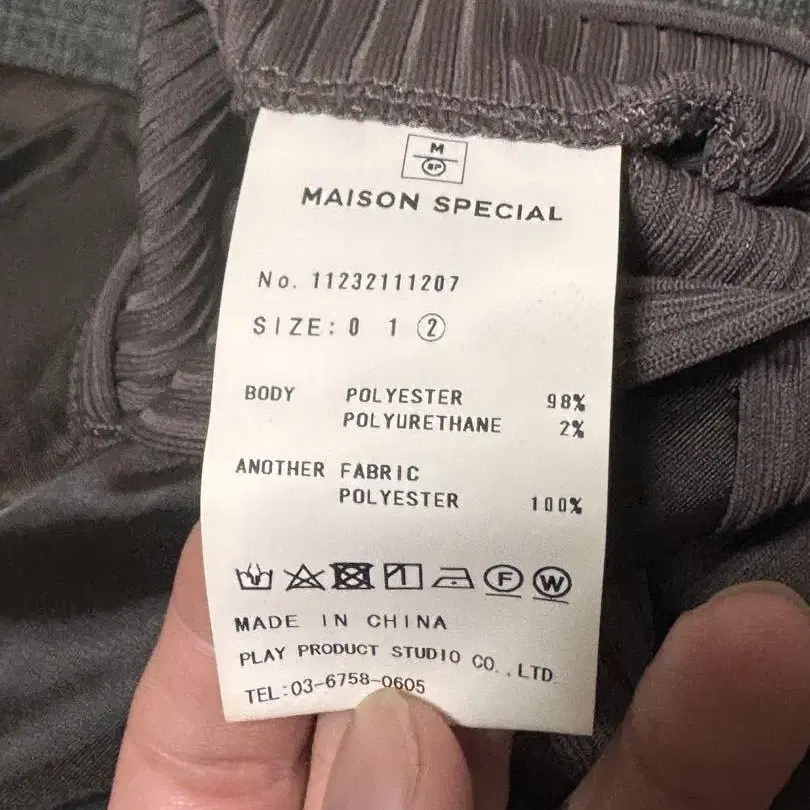 M
SP
MAISON SPECIAL
No. 11232111207
SIZE: 0 1 ②
BODY POLYESTER 98%
POLYURETHANE 2%
ANOTHER FABRIC
POLYESTER 100%
F W
MADE IN CHINA
PLAY PRODUCT STUDIO CO.,LTD
TEL:03-6758-0605